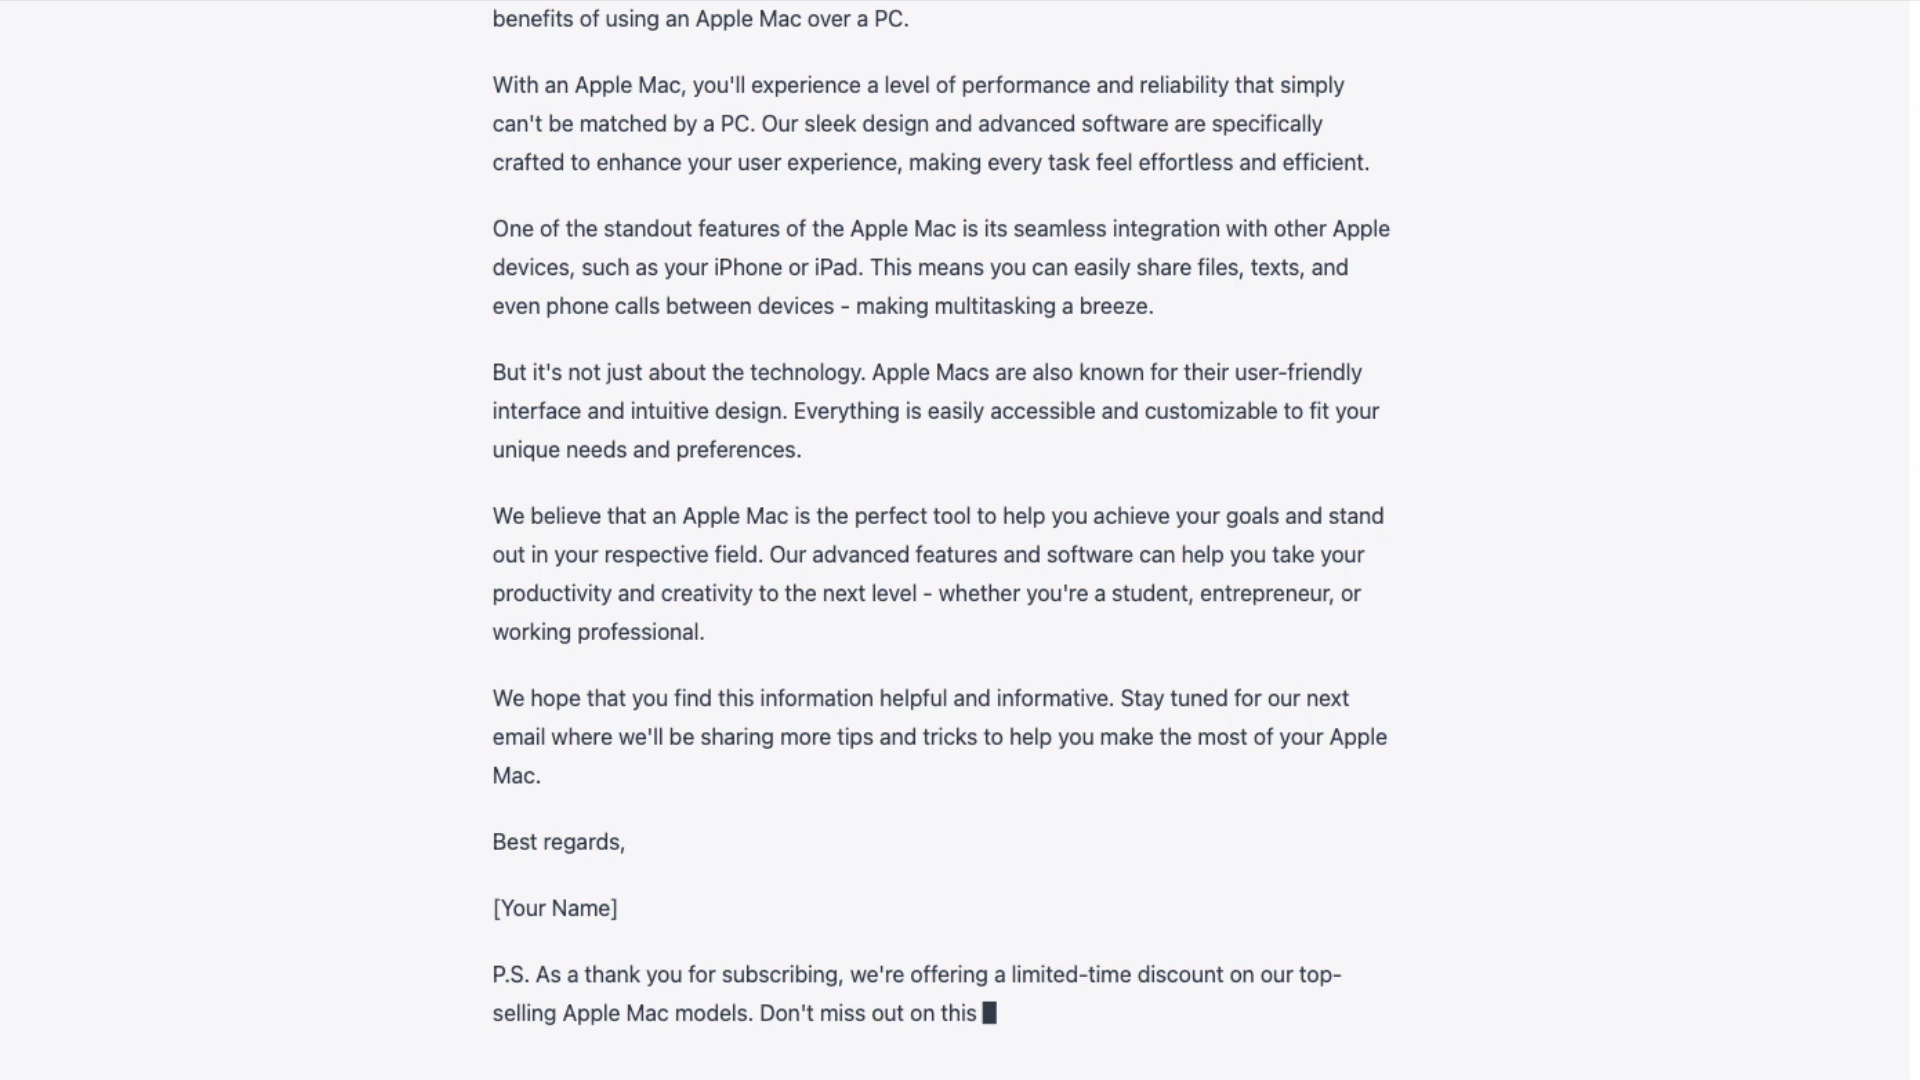 benefits of using an Apple Mac over a PC.
With an Apple Mac, you'll experience a level of performance and reliability that simply
can't be matched by a PC. Our sleek design and advanced software are specifically
crafted to enhance your user experience, making every task feel effortless and efficient.
One of the standout features of the Apple Mac is its seamless integration with other Apple
devices, such as your iPhone or iPad. This means you can easily share files, texts, and
even phone calls between devices - making multitasking a breeze.
But it's not just about the technology. Apple Macs are also known for their user-friendly
interface and intuitive design. Everything is easily accessible and customizable to fit your
unique needs and preferences.
We believe that an Apple Mac is the perfect tool to help you achieve your goals and stand
out in your respective field. Our advanced features and software can help you take your
productivity and creativity to the next level - whether you're a student, entrepreneur, or
working professional.
We hope that you find this information helpful and informative. Stay tuned for our next
email where we'll be sharing more tips and tricks to help you make the most of your Apple
Mac.
Best regards,
[Your Name]
P.S. As a thank you for subscribing, we're offering a limited-time discount on our top-
selling Apple Mac models. Don't miss out on this